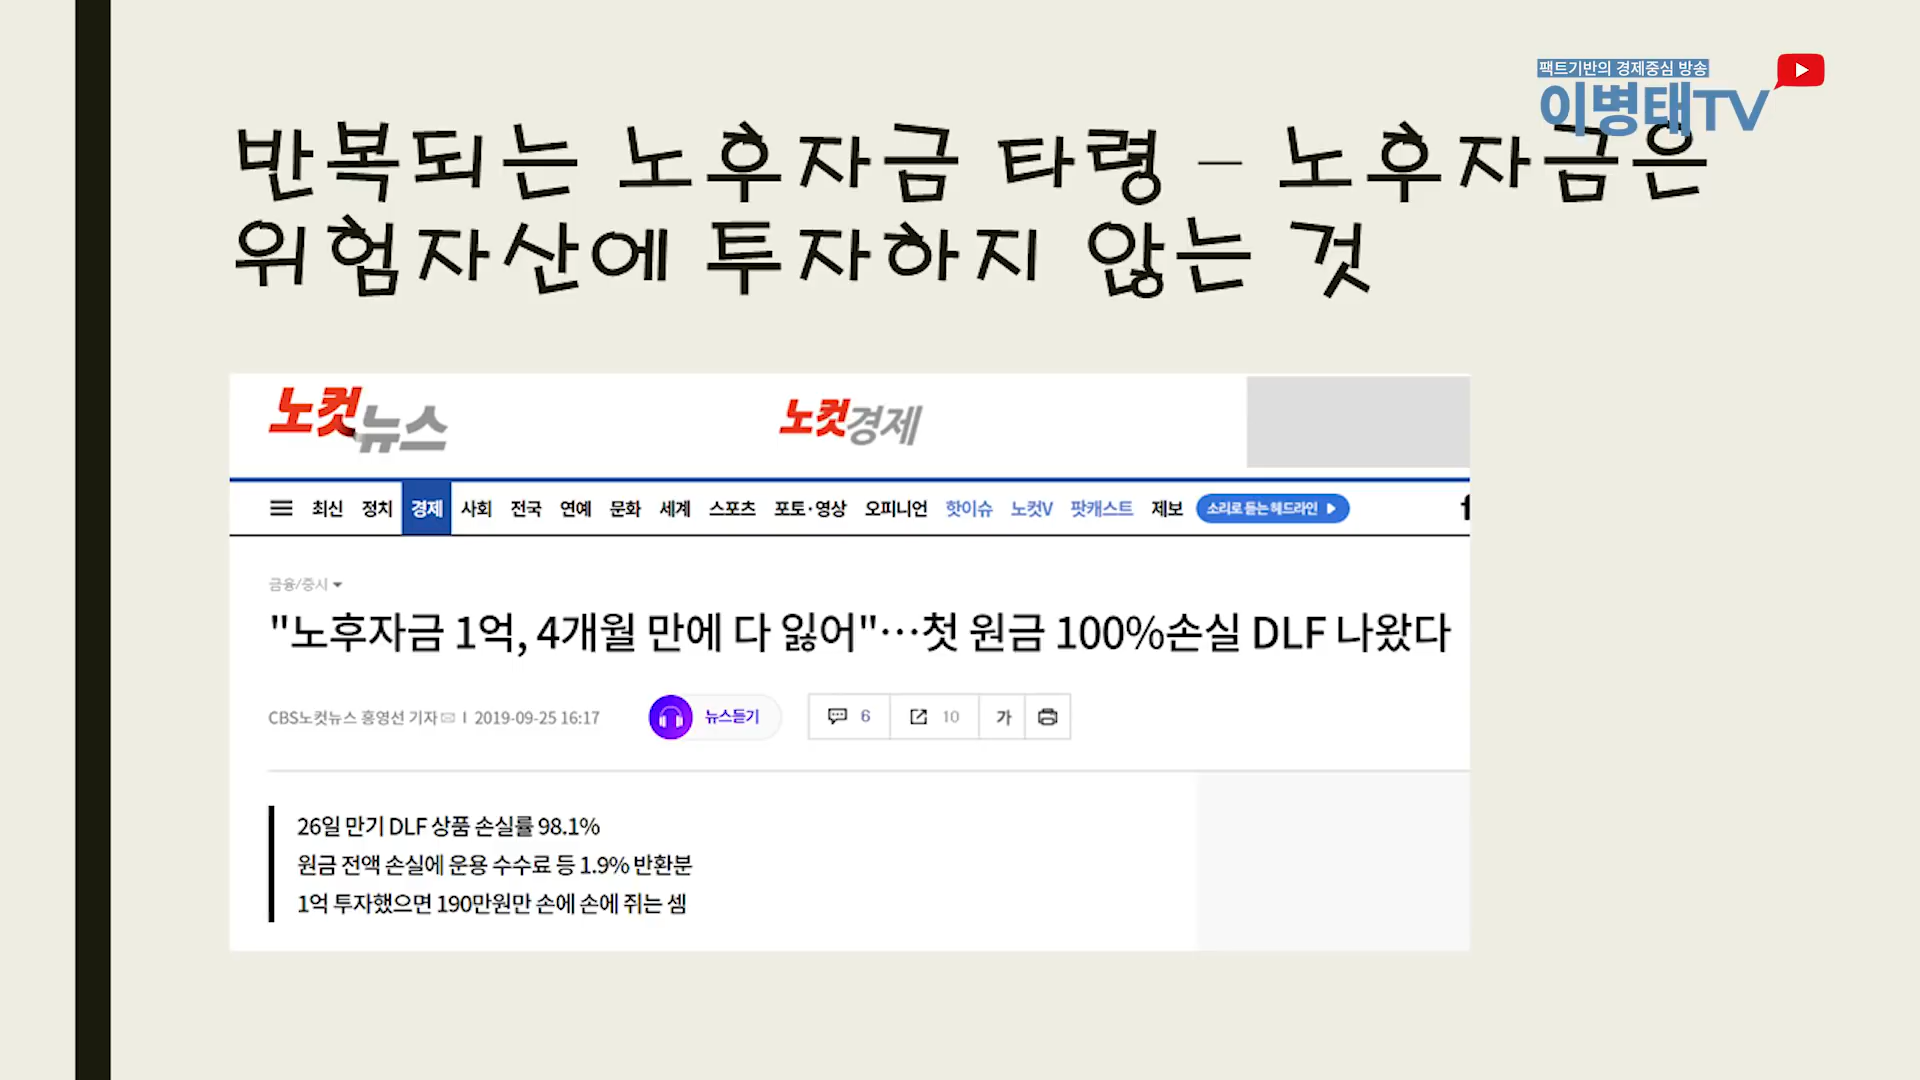 팩트기반의 경제중심 방송
이병태TV
반복되는 노후자금 타령 – 노후자금은
위험자산에 투자하지 않는 것
노컷뉴스
노컷경제
최신 정치 경제 사회 전국 연예 문화 세계 스포츠 포토·영상 오피니언 핫이슈 노컷V 팟캐스트 제보 소리로 듣는 헤드라인
금융/증시
"노후자금 1억, 4개월 만에 다 잃어"…첫 원금 100%손실 DLF 나왔다
CBS노컷뉴스 홍영선 기자 | 2019-09-25 16:17 뉴스듣기 6 10 가
26일 만기 DLF 상품 손실률 98.1%
원금 전액 손실에 운용 수수료 등 1.9% 반환분
1억 투자했으면 190만원만 손에 손에 쥐는 셈